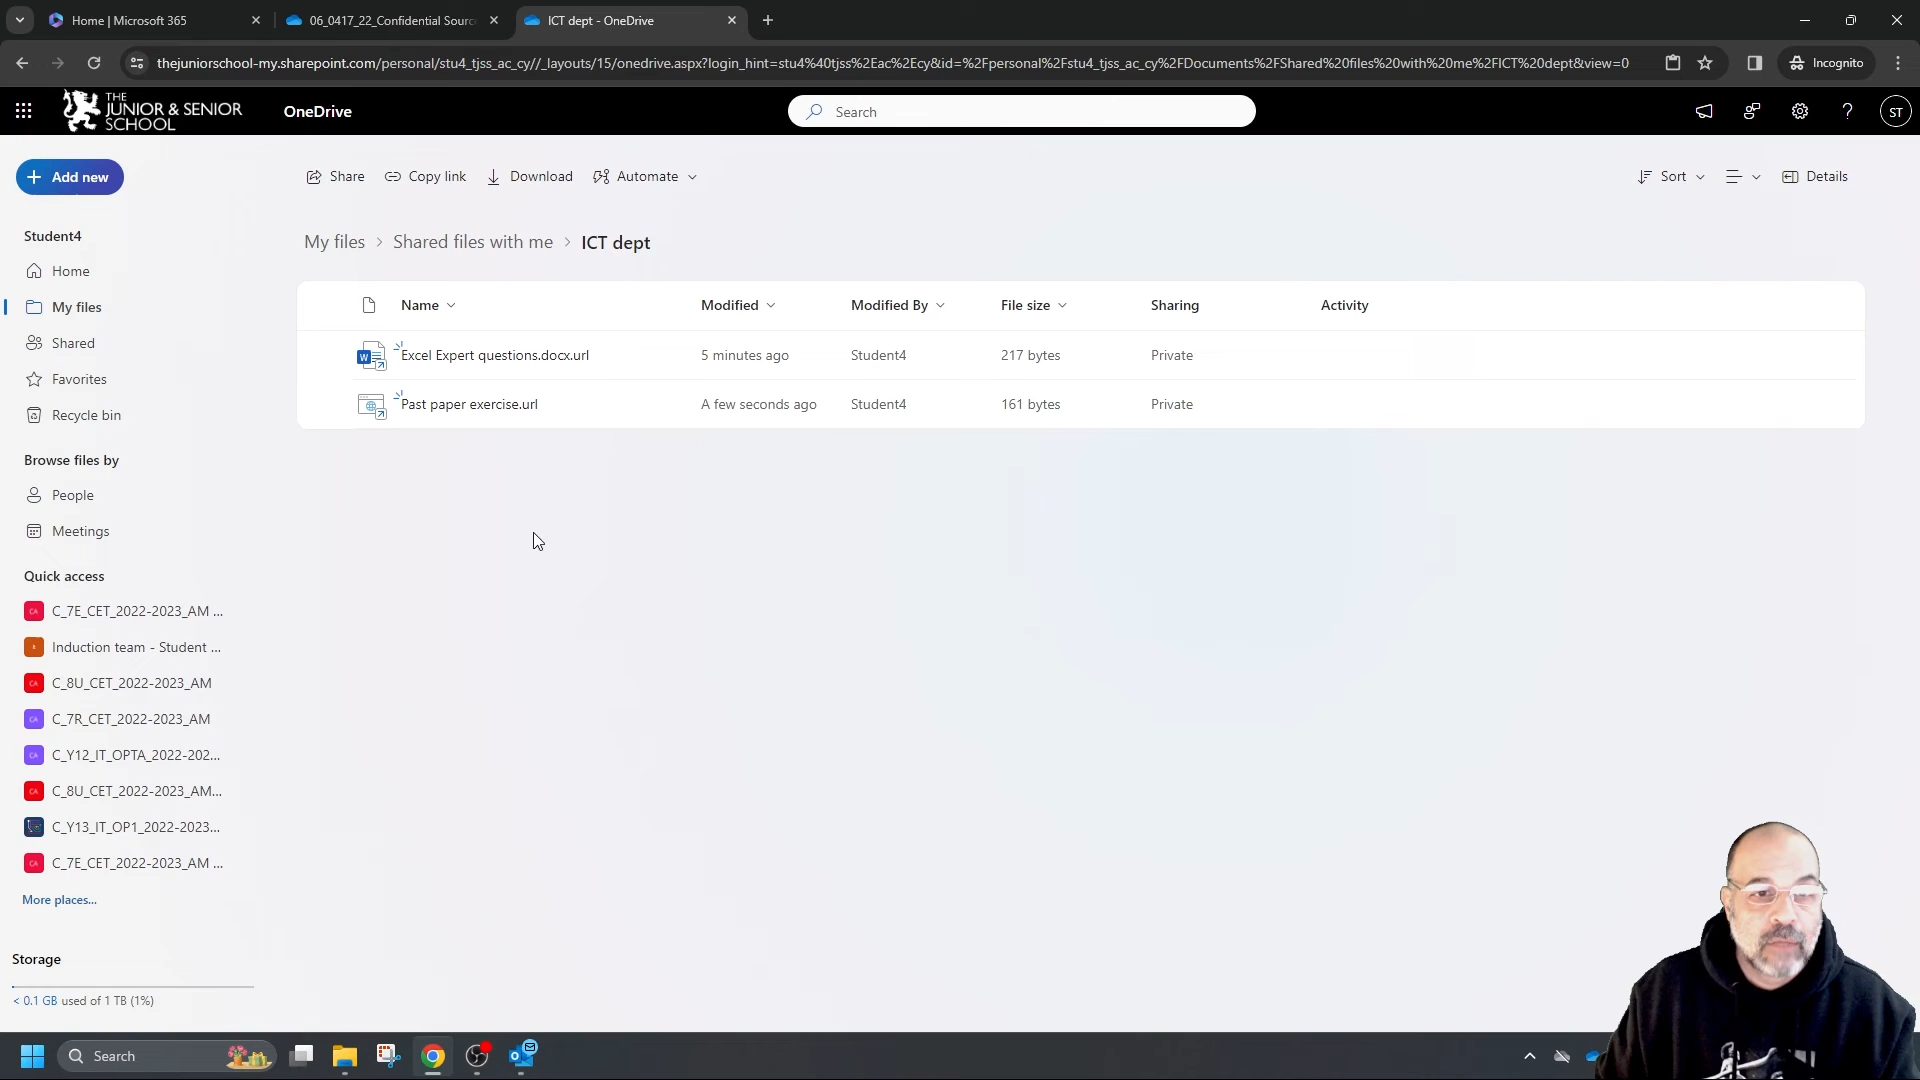 Home | Microsoft 365
06_0417_22_Confidential Sourc
ICT dept - OneDrive
thejuniorschool-my.sharepoint.com/personal/stu4_tjss_ac_cy//_layouts/15/onedrive.aspx?login_hint=stu4%40tjss%2Eac%2Ecy&id=%2Fpersonal%2Fstu4_tjss_ac_cy%2FDocuments%2FShared%20files%20with%20me%2FICT%20dept&view=0
Incognito
THE
JUNIOR & SENIOR
SCHOOL
OneDrive
Search
ST
Add new
Share
Copy link
Download
Automate
Sort
Details
Student4
Home
My files
Shared
Favorites
Recycle bin
Browse files by
People
Meetings
Quick access
CA C_7E_CET_2022-2023_AM ...
Induction team - Student ...
CA C_8U_CET_2022-2023_AM
CA C_7R_CET_2022-2023_AM
CA C_Y12_IT_OPTA_2022-202...
CA C_8U_CET_2022-2023_AM...
C_Y13_IT_OP1_2022-2023...
CA C_7E_CET_2022-2023_AM ...
More places...
Storage
< 0.1 GB used of 1 TB (1%)
My files > Shared files with me > ICT dept
Name Modified Modified By File size Sharing Activity
Excel Expert questions.docx.url 5 minutes ago Student4 217 bytes Private
Past paper exercise.url A few seconds ago Student4 161 bytes Private
Search